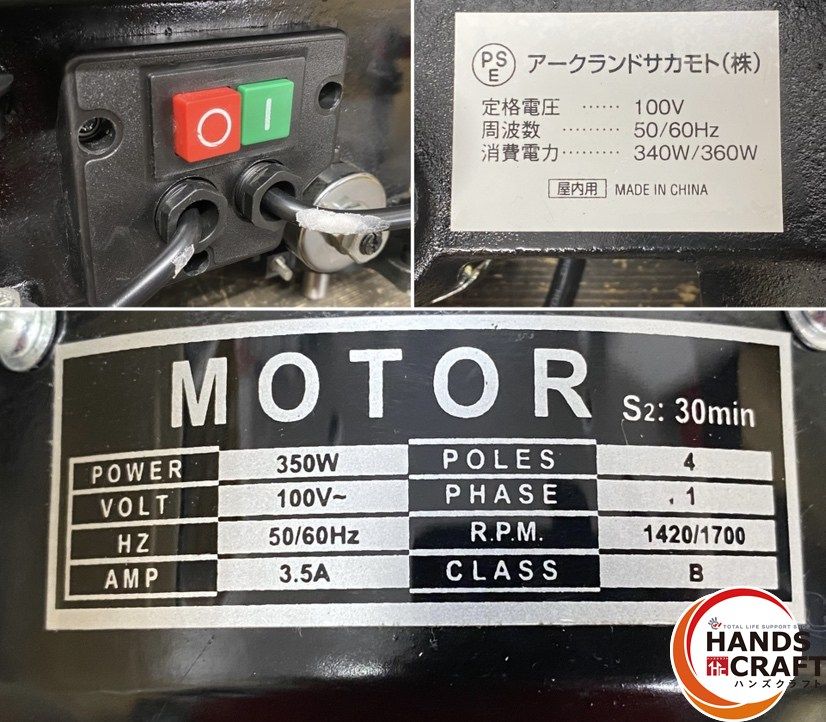 PS
E
アークランドサカモト(株)
定格電圧 …… 100V
周波数 ……… 50/60Hz
消費電力 ……… 340W/360W
屋内用 MADE IN CHINA
MOTOR S2: 30min
POWER 350W POLES 4
VOLT 100V~ PHASE 1
HZ 50/60Hz R.P.M. 1420/1700
AMP 3.5A CLASS B
TOTAL LIFE SUPPORT
HANDS
CRAFT
ハンズクラフト